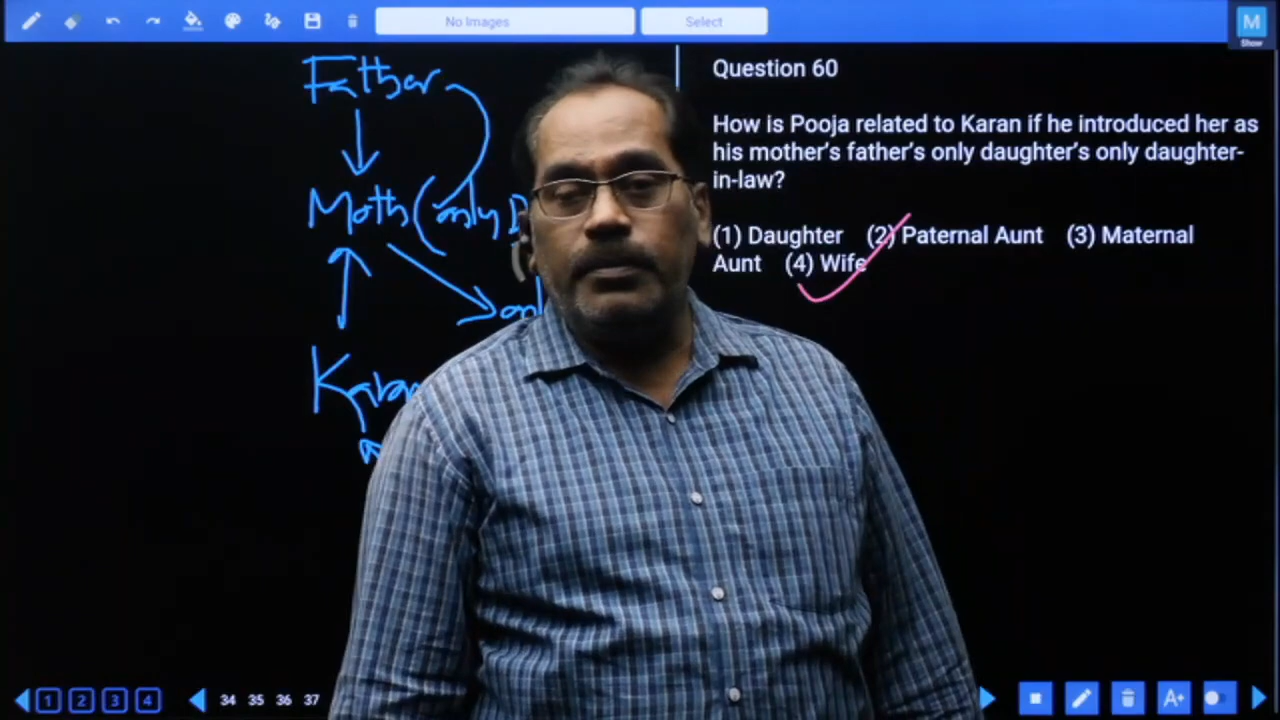 No Images
Select
M
Show
Father
Moth (only D
Karan
Question 60
How is Pooja related to Karan if he introduced her as
his mother's father's only daughter's only daughter-
in-law?
(1) Daughter (2) Paternal Aunt (3) Maternal
Aunt (4) Wife
1 2 3 4
34 35 36 37
A+